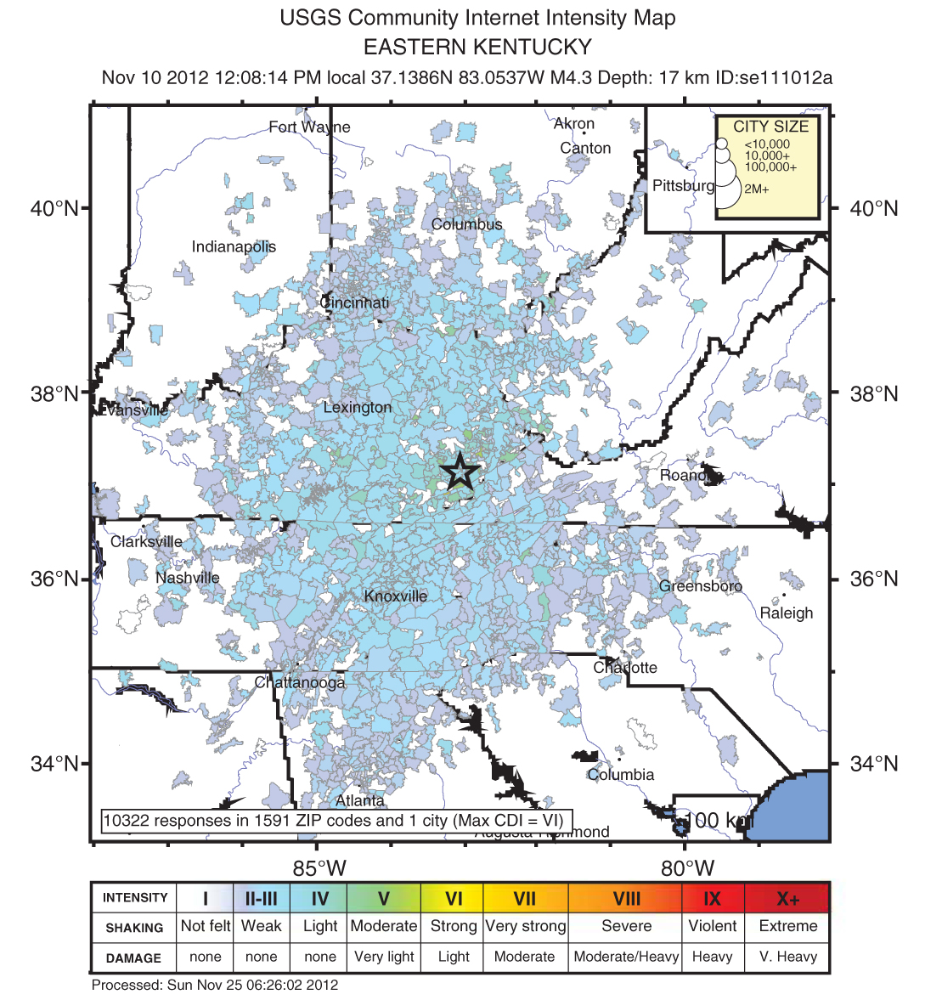 USGS Community Internet Intensity Map
EASTERN KENTUCKY
Nov 10 2012 12:08:14 PM local 37.1386N 83.0537W M4.3 Depth: 17 km ID:se111012a
Fort Wayne
Akron
Canton
CITY SIZE
<10,000
10,000+
100,000+
2M+
Pittsburg
40°N
40°N
Columbus
Indianapolis
Cincinnati
38°N
38°N
Lexington
Evansville
Roanoke
Clarksville
Nashville
36°N
36°N
Knoxville
Greensboro
Raleigh
Charlotte
Chattanooga
34°N
34°N
Columbia
Atlanta
10322 responses in 1591 ZIP codes and 1 city (Max CDI = VI)
100 km
Augusta-Richmond
85°W
80°W
INTENSITY I II-III IV V VI VII VIII IX X+
SHAKING Not felt Weak Light Moderate Strong Very strong Severe Violent Extreme
DAMAGE none none none Very light Light Moderate Moderate/Heavy Heavy V. Heavy
Processed: Sun Nov 25 06:26:02 2012